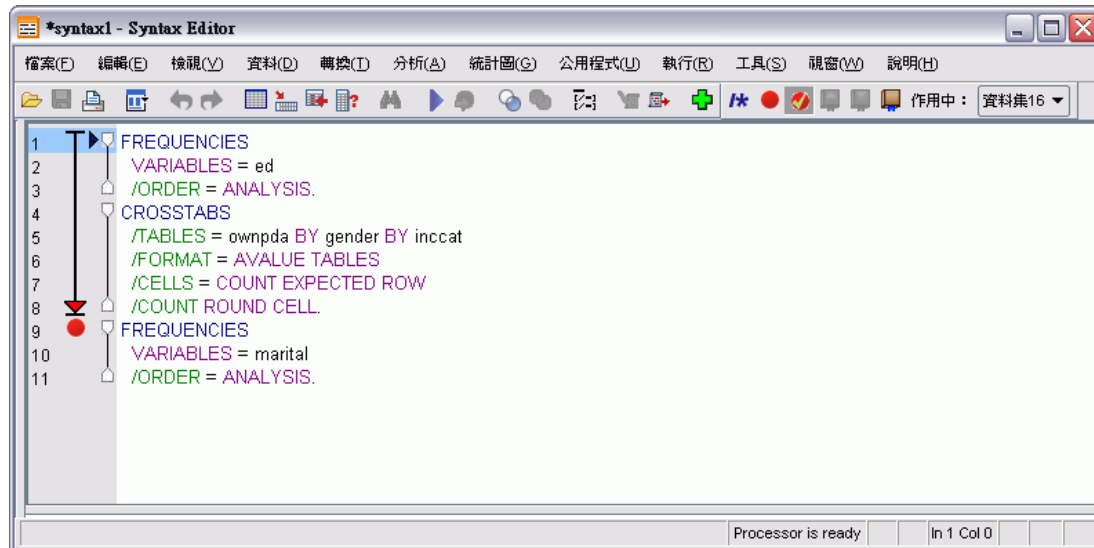 *syntax1 - Syntax Editor
檔案(F) 編輯(E) 檢視(V) 資料(D) 轉換(T) 分析(A) 統計圖(G) 公用程式(U) 執行(R) 工具(S) 視窗(W) 說明(H)
作用中： 資料集16
1 FREQUENCIES
2 VARIABLES = ed
3 /ORDER = ANALYSIS.
4 CROSSTABS
5 /TABLES = ownpda BY gender BY inccat
6 /FORMAT = AVALUE TABLES
7 /CELLS = COUNT EXPECTED ROW
8 /COUNT ROUND CELL.
9 FREQUENCIES
10 VARIABLES = marital
11 /ORDER = ANALYSIS.
Processor is ready In 1 Col 0